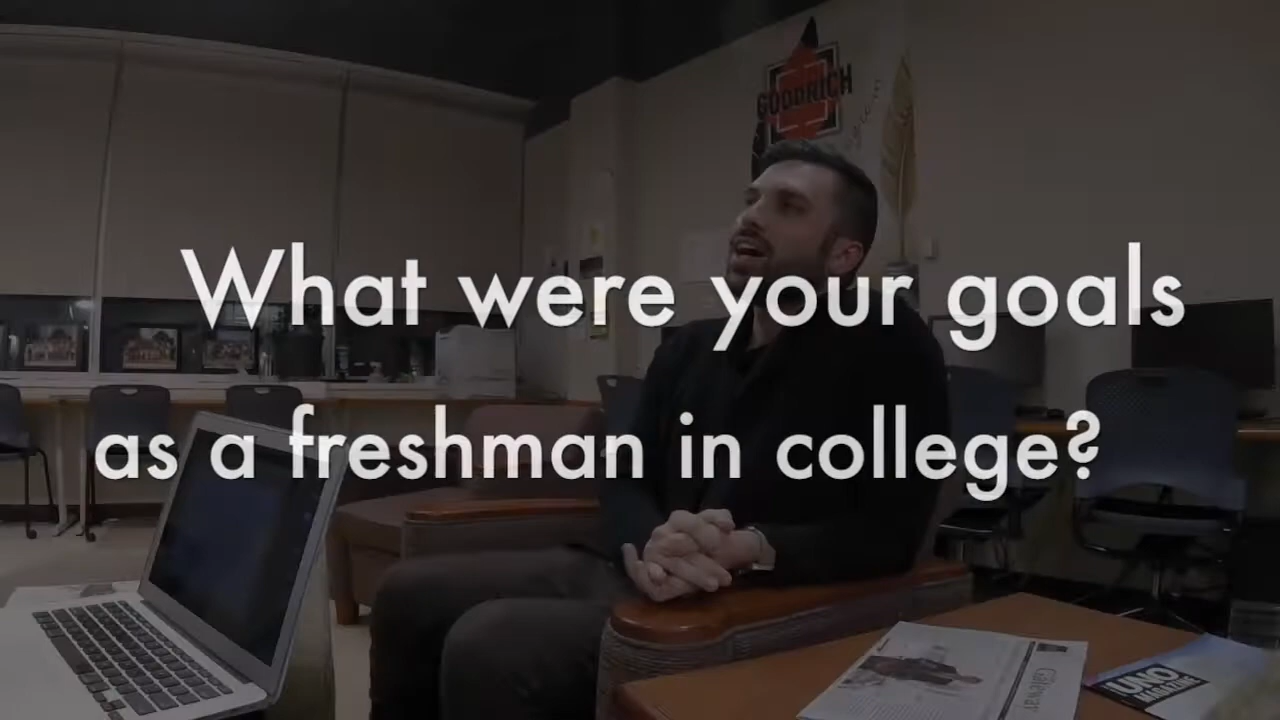 GOODRICH
What were your goals
as a freshman in college?
Gateway
UNO
MAGAZINE